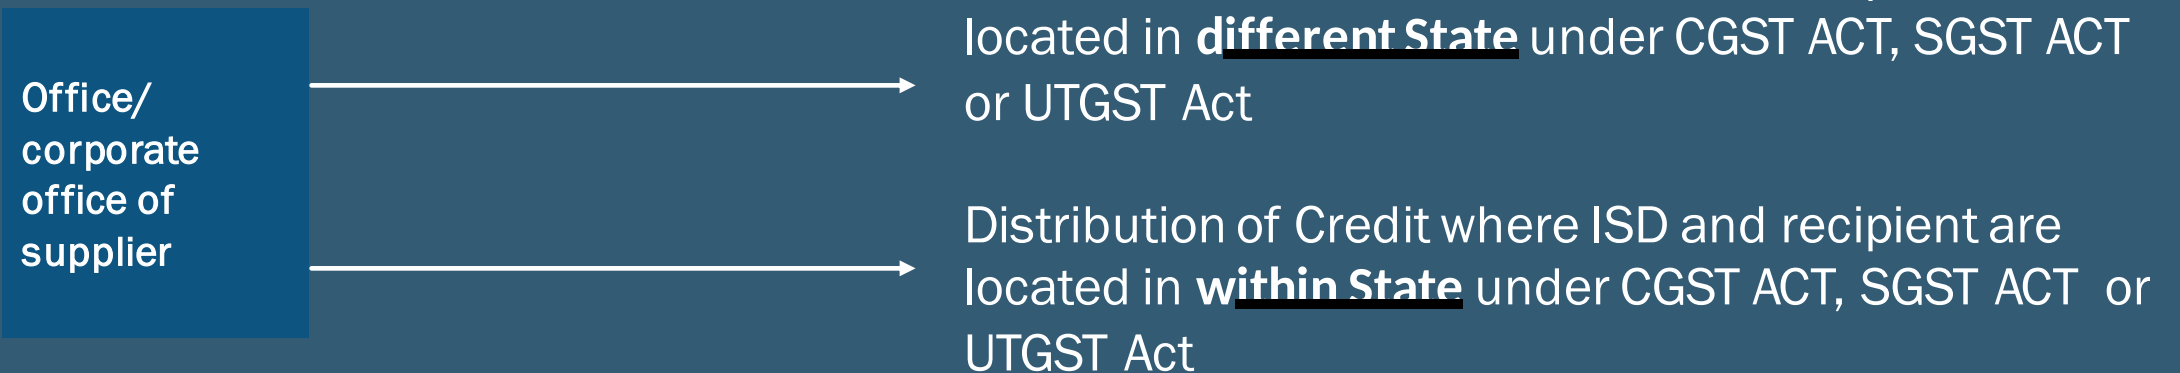 Office/
corporate
office of
supplier
located in different State under CGST ACT, SGST ACT
or UTGST Act
Distribution of Credit where ISD and recipient are
located in within State under CGST ACT, SGST ACT or
UTGST Act